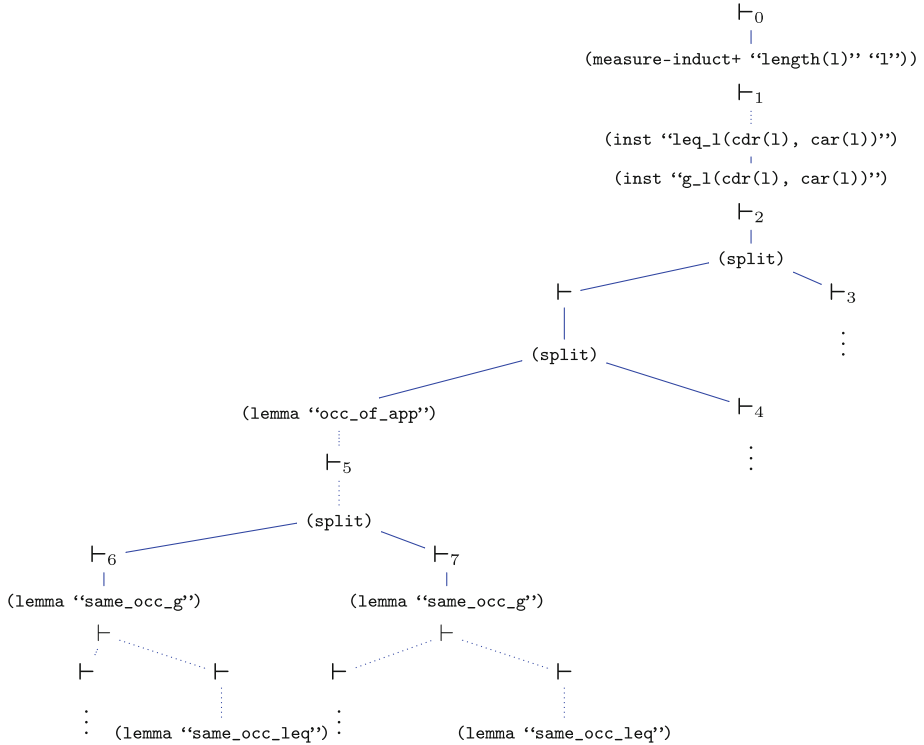 ⊢0
(measure-induct+ “length(l)” “l”))
⊢1
(inst “leq_l(cdr(l), car(l))”)
(inst “g_l(cdr(l), car(l))”)
⊢2
(split)
⊢ ⊢3
⋮
(split)
⊢4
(lemma “occ_of_app”)
⋮
⊢5
(split)
⊢6 ⊢7
(lemma “same_occ_g”) (lemma “same_occ_g”)
⊢ ⊢
⊢ ⊢ ⊢ ⊢
⋮ (lemma “same_occ_leq”) ⋮ (lemma “same_occ_leq”)